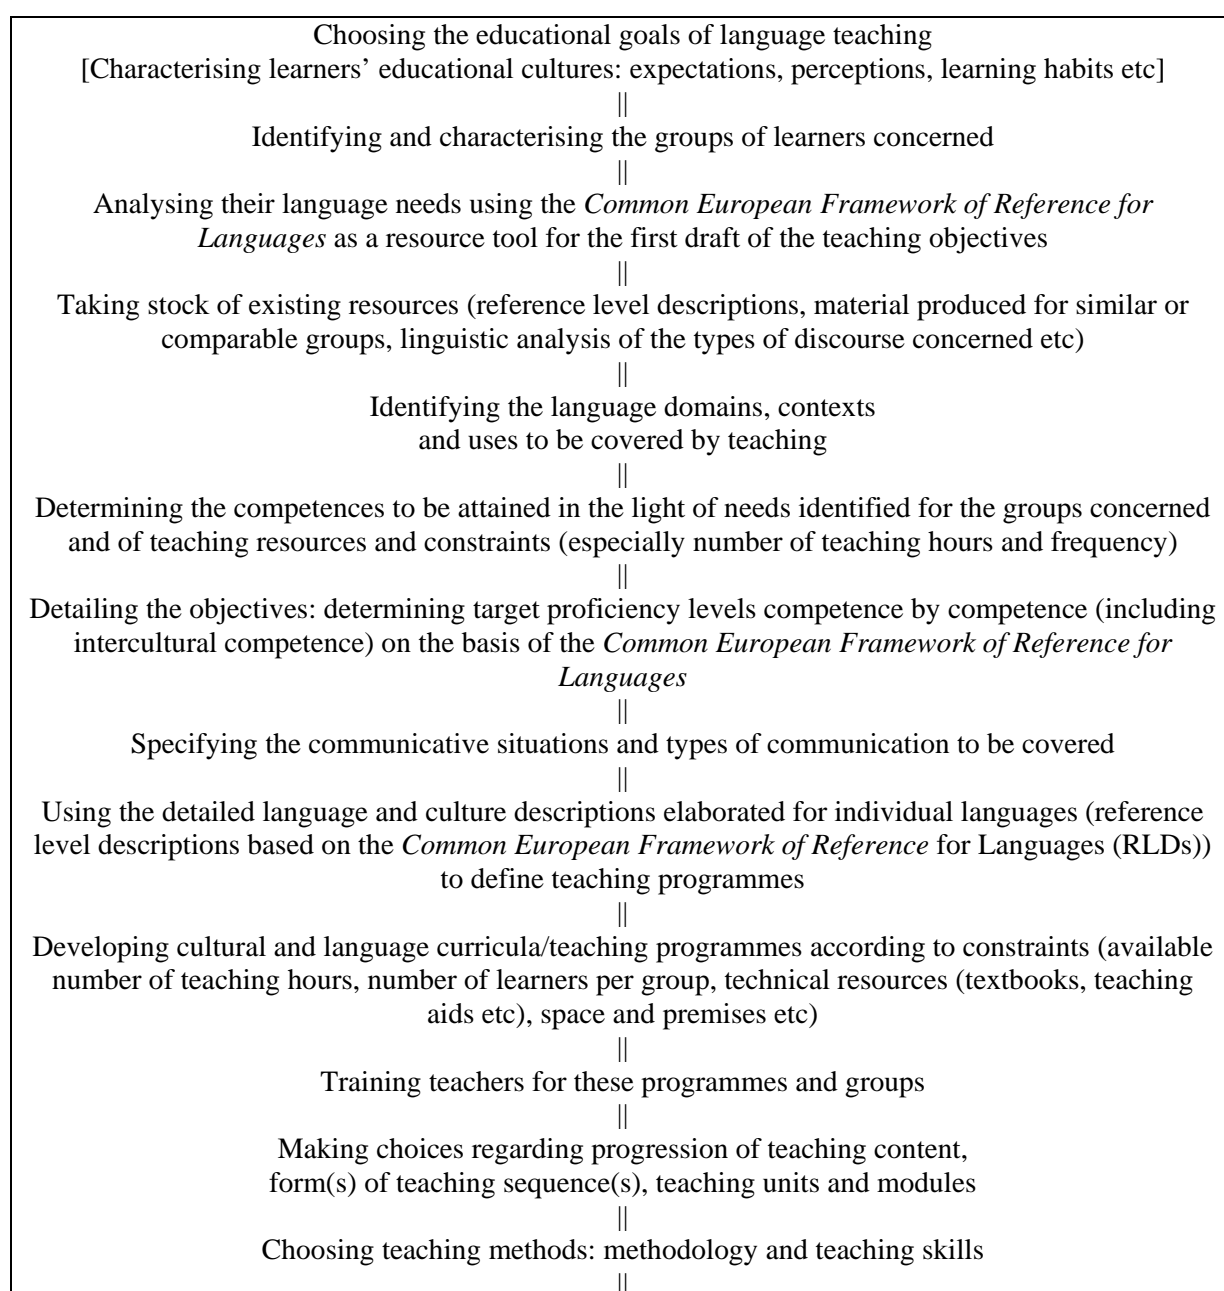 Choosing the educational goals of language teaching
[Characterising learners’ educational cultures: expectations, perceptions, learning habits etc]
||
Identifying and characterising the groups of learners concerned
||
Analysing their language needs using the Common European Framework of Reference for
Languages as a resource tool for the first draft of the teaching objectives
||
Taking stock of existing resources (reference level descriptions, material produced for similar or
comparable groups, linguistic analysis of the types of discourse concerned etc)
||
Identifying the language domains, contexts
and uses to be covered by teaching
||
Determining the competences to be attained in the light of needs identified for the groups concerned
and of teaching resources and constraints (especially number of teaching hours and frequency)
||
Detailing the objectives: determining target proficiency levels competence by competence (including
intercultural competence) on the basis of the Common European Framework of Reference for
Languages
||
Specifying the communicative situations and types of communication to be covered
||
Using the detailed language and culture descriptions elaborated for individual languages (reference
level descriptions based on the Common European Framework of Reference for Languages (RLDs))
to define teaching programmes
||
Developing cultural and language curricula/teaching programmes according to constraints (available
number of teaching hours, number of learners per group, technical resources (textbooks, teaching
aids etc), space and premises etc)
||
Training teachers for these programmes and groups
||
Making choices regarding progression of teaching content,
form(s) of teaching sequence(s), teaching units and modules
||
Choosing teaching methods: methodology and teaching skills
||